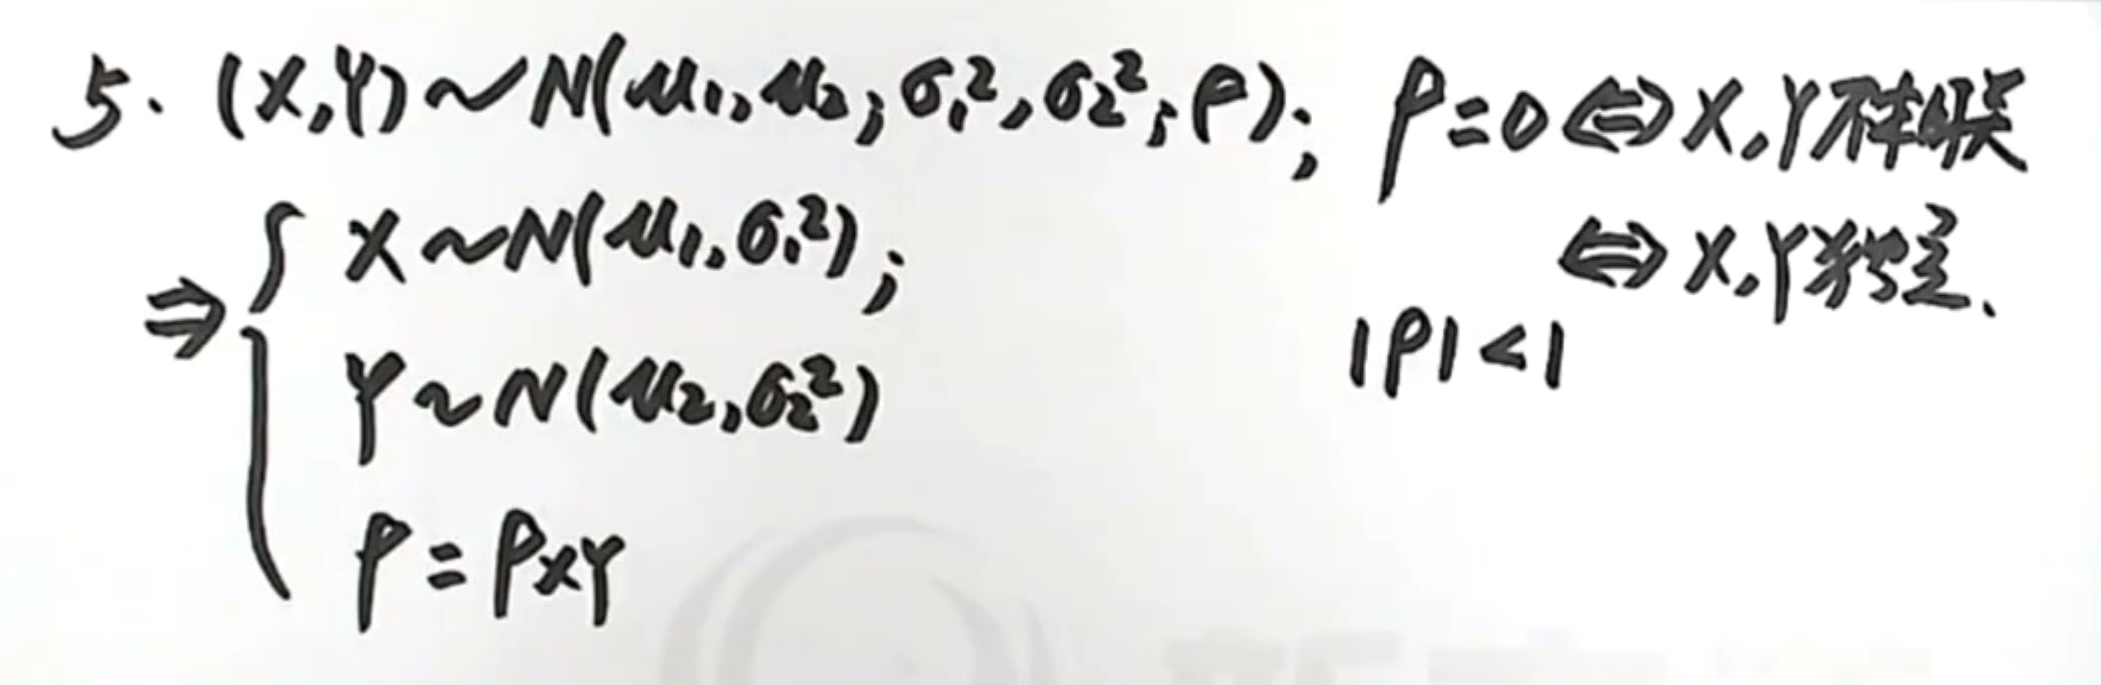 5. (X,Y)~N(μ₁,μ₂;σ₁²,σ₂²;ρ); ρ=0⇔X,Y不相关
⇔X,Y独立.
⇒{ X~N(μ₁,σ₁²);
|ρ|<1
Y~N(μ₂,σ₂²)
ρ=ρXY